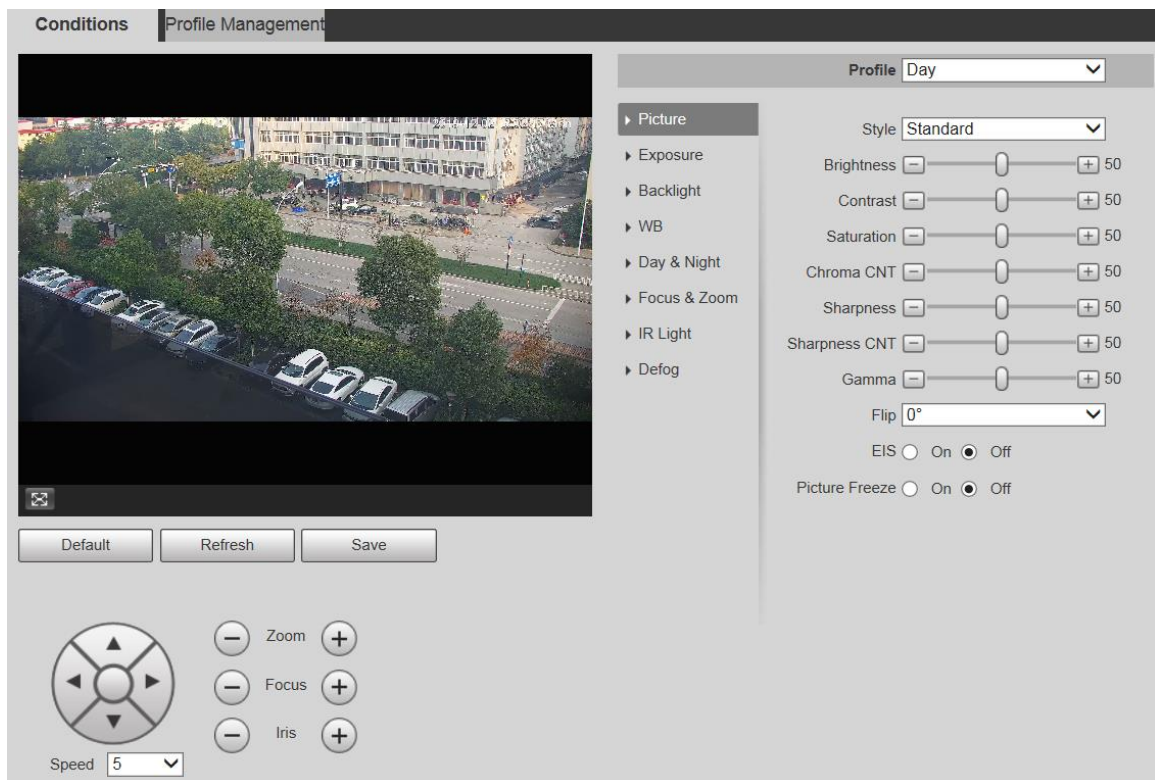 Conditions Profile Management
Profile Day
Picture
Exposure
Backlight
WB
Day & Night
Focus & Zoom
IR Light
Defog
Style Standard
Brightness 50
Contrast 50
Saturation 50
Chroma CNT 50
Sharpness 50
Sharpness CNT 50
Gamma 50
Flip 0°
EIS On Off
Picture Freeze On Off
Default Refresh Save
Zoom
Focus
Iris
Speed 5